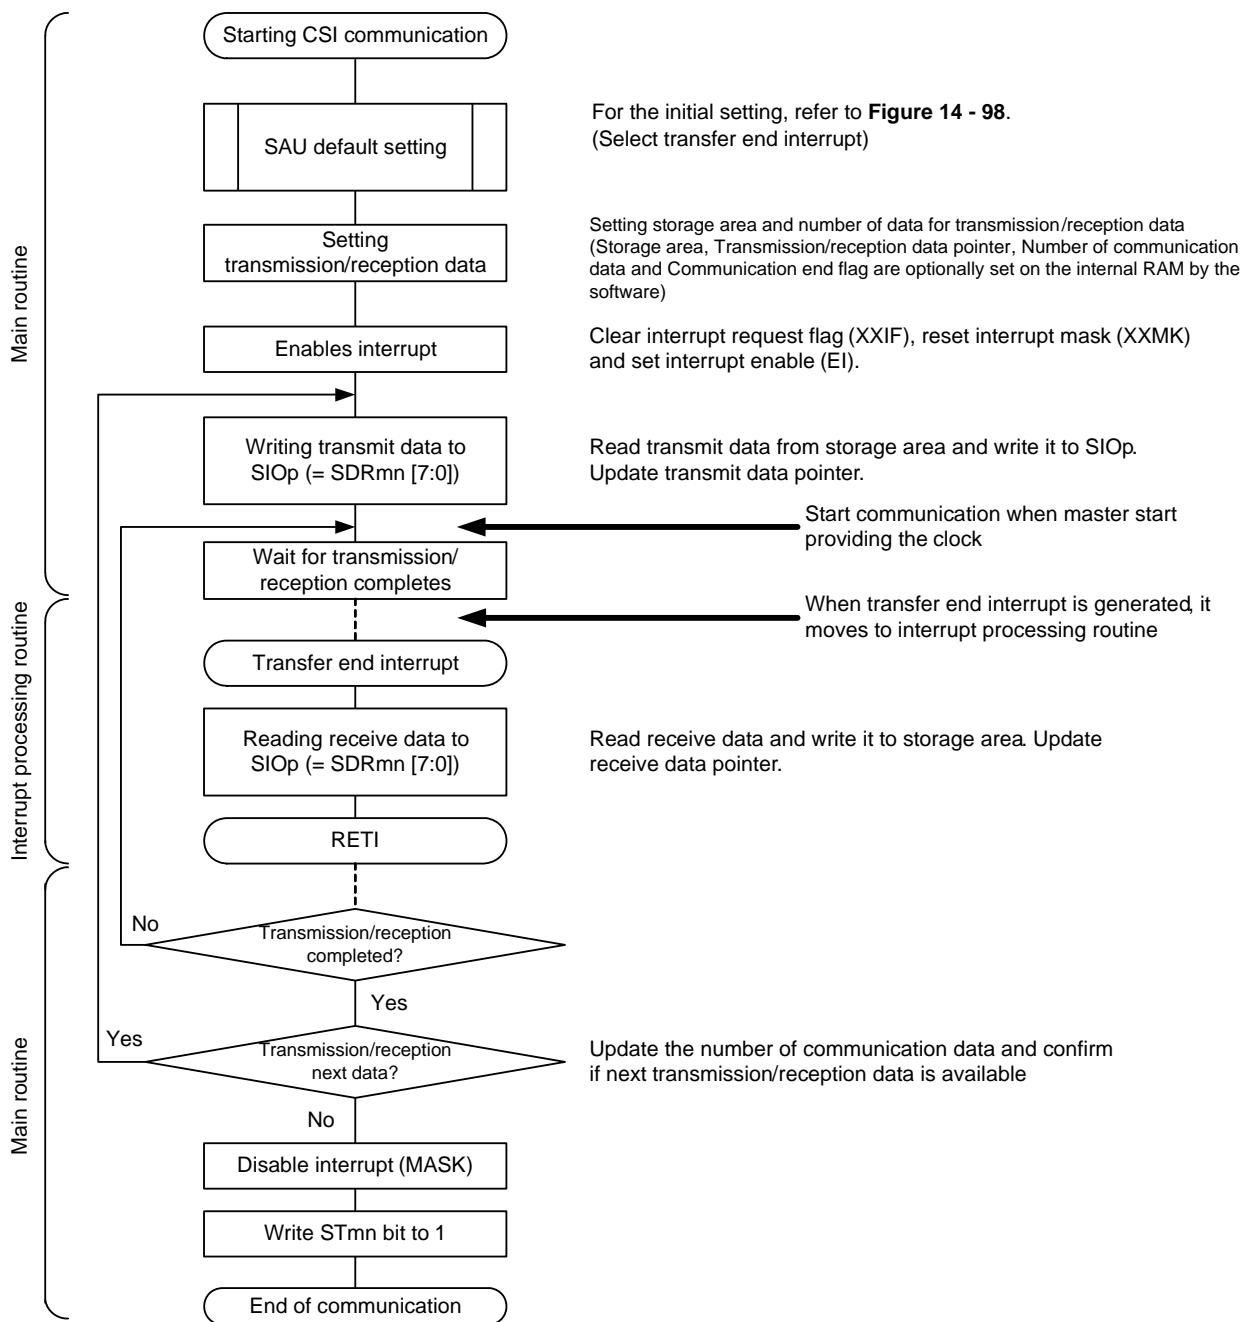 Starting CSI communication
For the initial setting, refer to Figure 14 - 98.
(Select transfer end interrupt)
SAU default setting
Setting storage area and number of data for transmission/reception data
(Storage area, Transmission/reception data pointer, Number of communication
data and Communication end flag are optionally set on the internal RAM by the
software)
Setting
transmission/reception data
Main routine
Enables interrupt
Clear interrupt request flag (XXIF), reset interrupt mask (XXMK)
and set interrupt enable (EI).
Writing transmit data to
SIOp (= SDRmn [7:0])
Read transmit data from storage area and write it to SIOp.
Update transmit data pointer.
Start communication when master start
providing the clock
Wait for transmission/
reception completes
When transfer end interrupt is generated, it
moves to interrupt processing routine
Transfer end interrupt
Interrupt processing routine
Reading receive data to
SIOp (= SDRmn [7:0])
Read receive data and write it to storage area. Update
receive data pointer.
RETI
No
Transmission/reception
completed?
Yes
Yes
Transmission/reception
next data?
Update the number of communication data and confirm
if next transmission/reception data is available
No
Main routine
Disable interrupt (MASK)
Write STmn bit to 1
End of communication